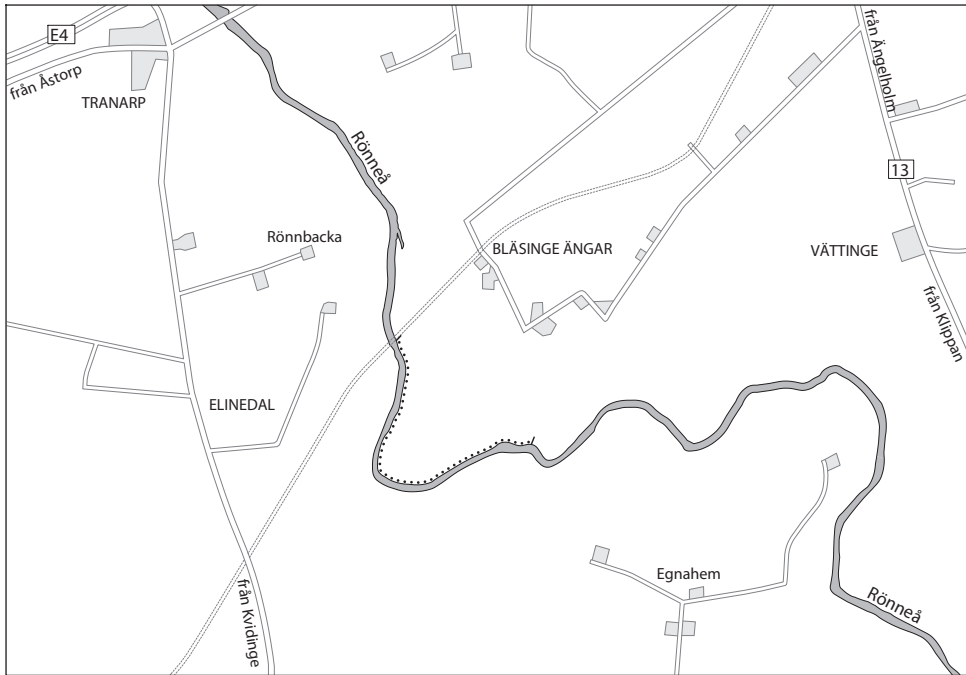 E4
från Åstorp
TRANARP
Rönneå
från Ängelholm
13
Rönnbacka
BLÄSINGE ÄNGAR
VÄTTINGE
från Klippan
ELINEDAL
Egnahem
från Kvidinge
Rönneå